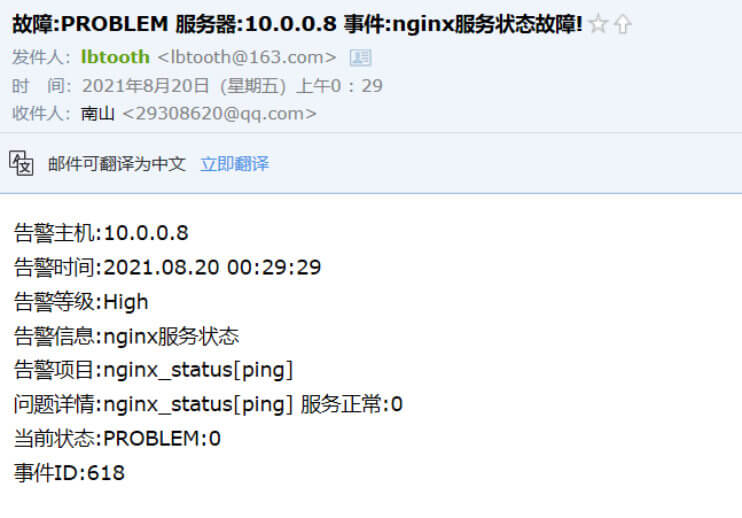 故障:PROBLEM 服务器:10.0.0.8 事件:nginx服务状态故障!
发件人: lbtooth <lbtooth@163.com>
时 间: 2021年8月20日 (星期五) 上午0:29
收件人: 南山 <29308620@qq.com>
邮件可翻译为中文 立即翻译
告警主机:10.0.0.8
告警时间:2021.08.20 00:29:29
告警等级:High
告警信息:nginx服务状态
告警项目:nginx_status[ping]
问题详情:nginx_status[ping] 服务正常:0
当前状态:PROBLEM:0
事件ID:618